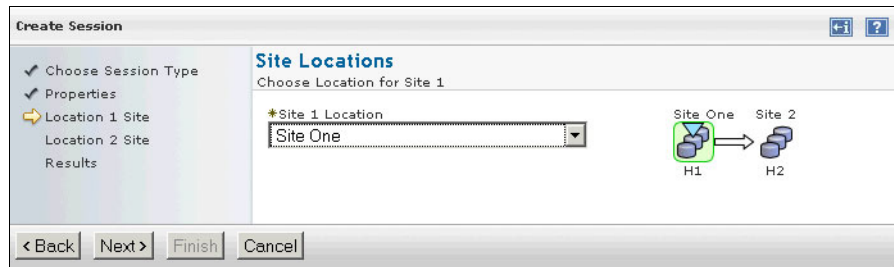 Create Session
?
Choose Session Type
Properties
Location 1 Site
Location 2 Site
Results
Site Locations
Choose Location for Site 1
*Site 1 Location
Site One
Site One Site 2
H1 H2
< Back Next > Finish Cancel